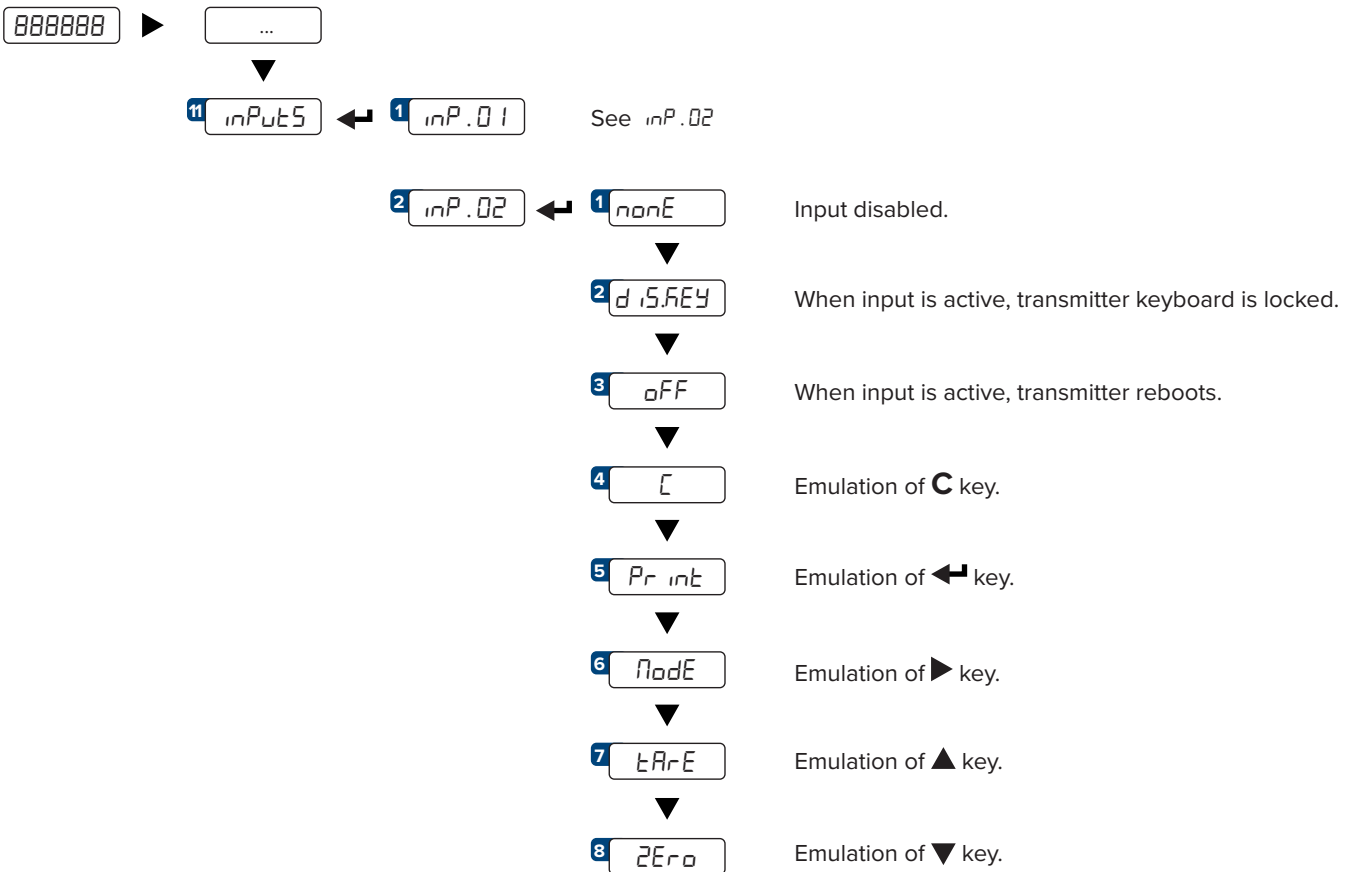 888888 ...
11 inPutS 1 inP.01 See inP.02
2 inP.02 1 nonE Input disabled.
2 diS.KEY When input is active, transmitter keyboard is locked.
3 oFF When input is active, transmitter reboots.
4 C Emulation of C key.
5 Print Emulation of key.
6 ModE Emulation of ▶ key.
7 tArE Emulation of ▲ key.
8 ZEro Emulation of ▼ key.